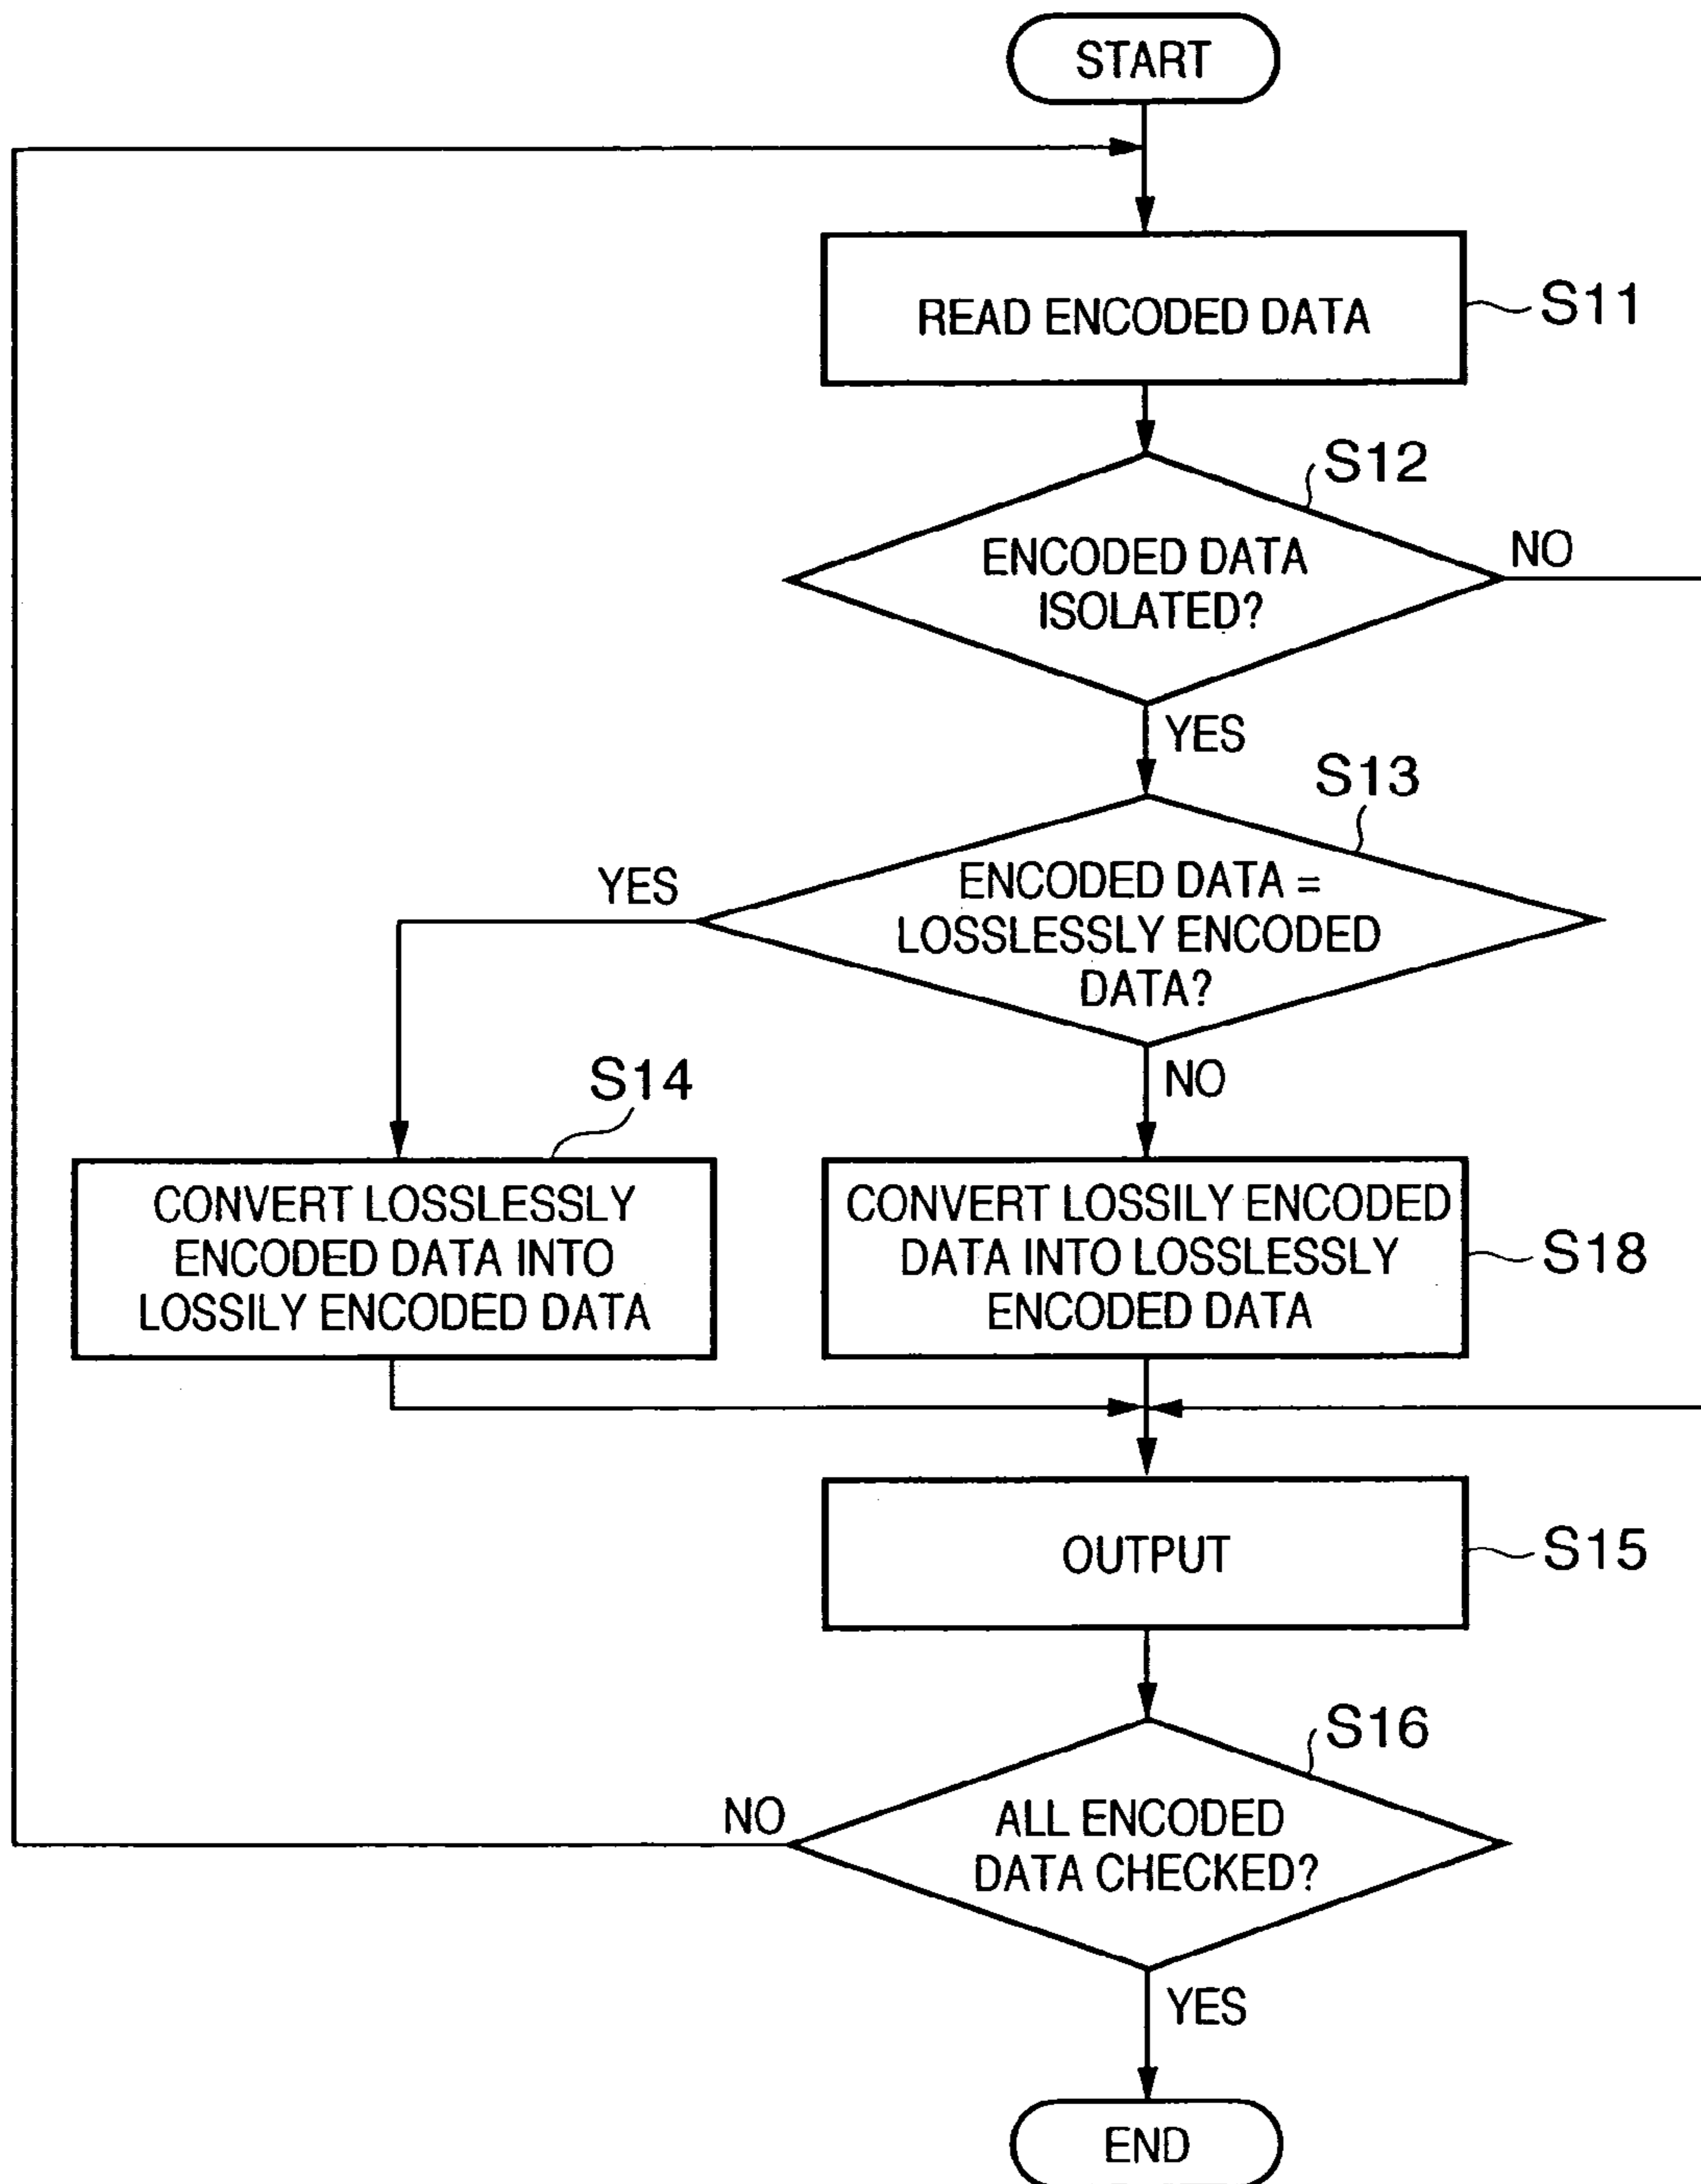 START
READ ENCODED DATA
S11
S12
ENCODED DATA
ISOLATED?
NO
YES
S13
YES
ENCODED DATA =
LOSSLESSLY ENCODED
DATA?
NO
S14
CONVERT LOSSLESSLY
ENCODED DATA INTO
LOSSILY ENCODED DATA
CONVERT LOSSILY ENCODED
DATA INTO LOSSLESSLY
ENCODED DATA
S18
OUTPUT
S15
S16
NO
ALL ENCODED
DATA CHECKED?
YES
END